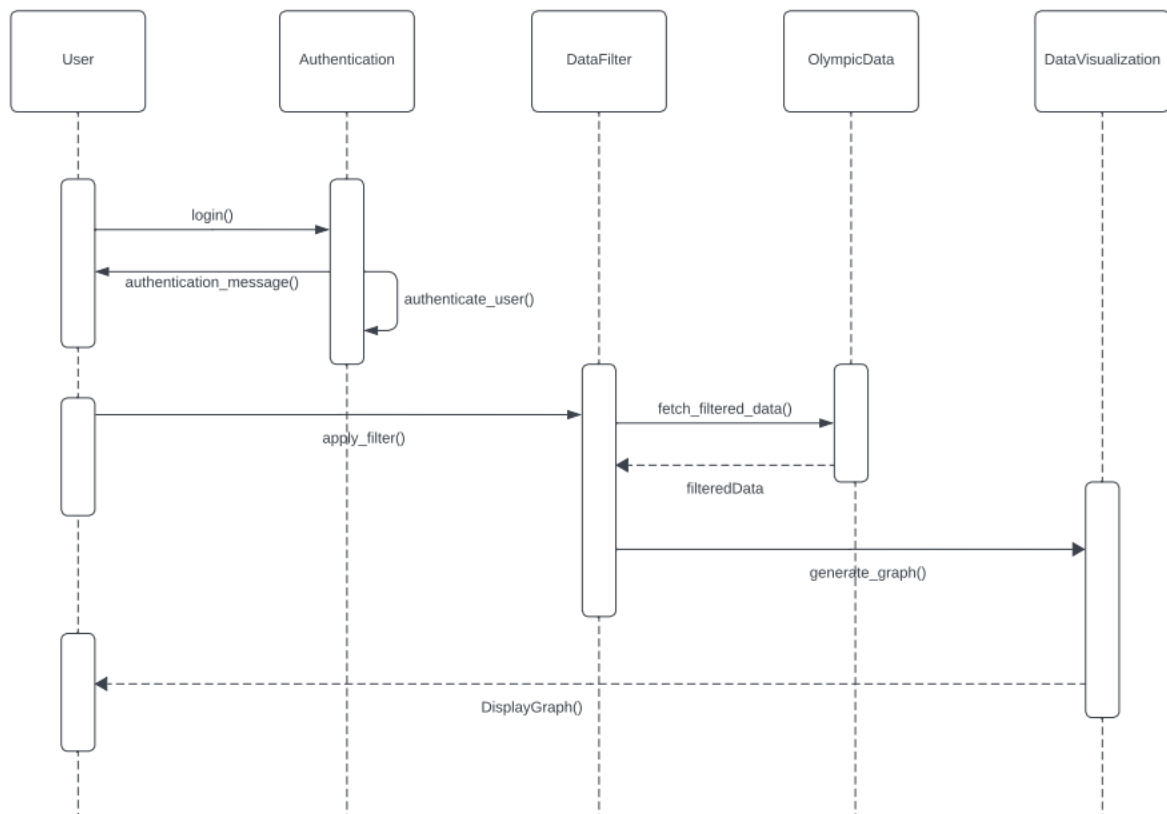 User
Authentication
DataFilter
OlympicData
DataVisualization
login()
authentication_message()
authenticate_user()
apply_filter()
fetch_filtered_data()
filteredData
generate_graph()
DisplayGraph()